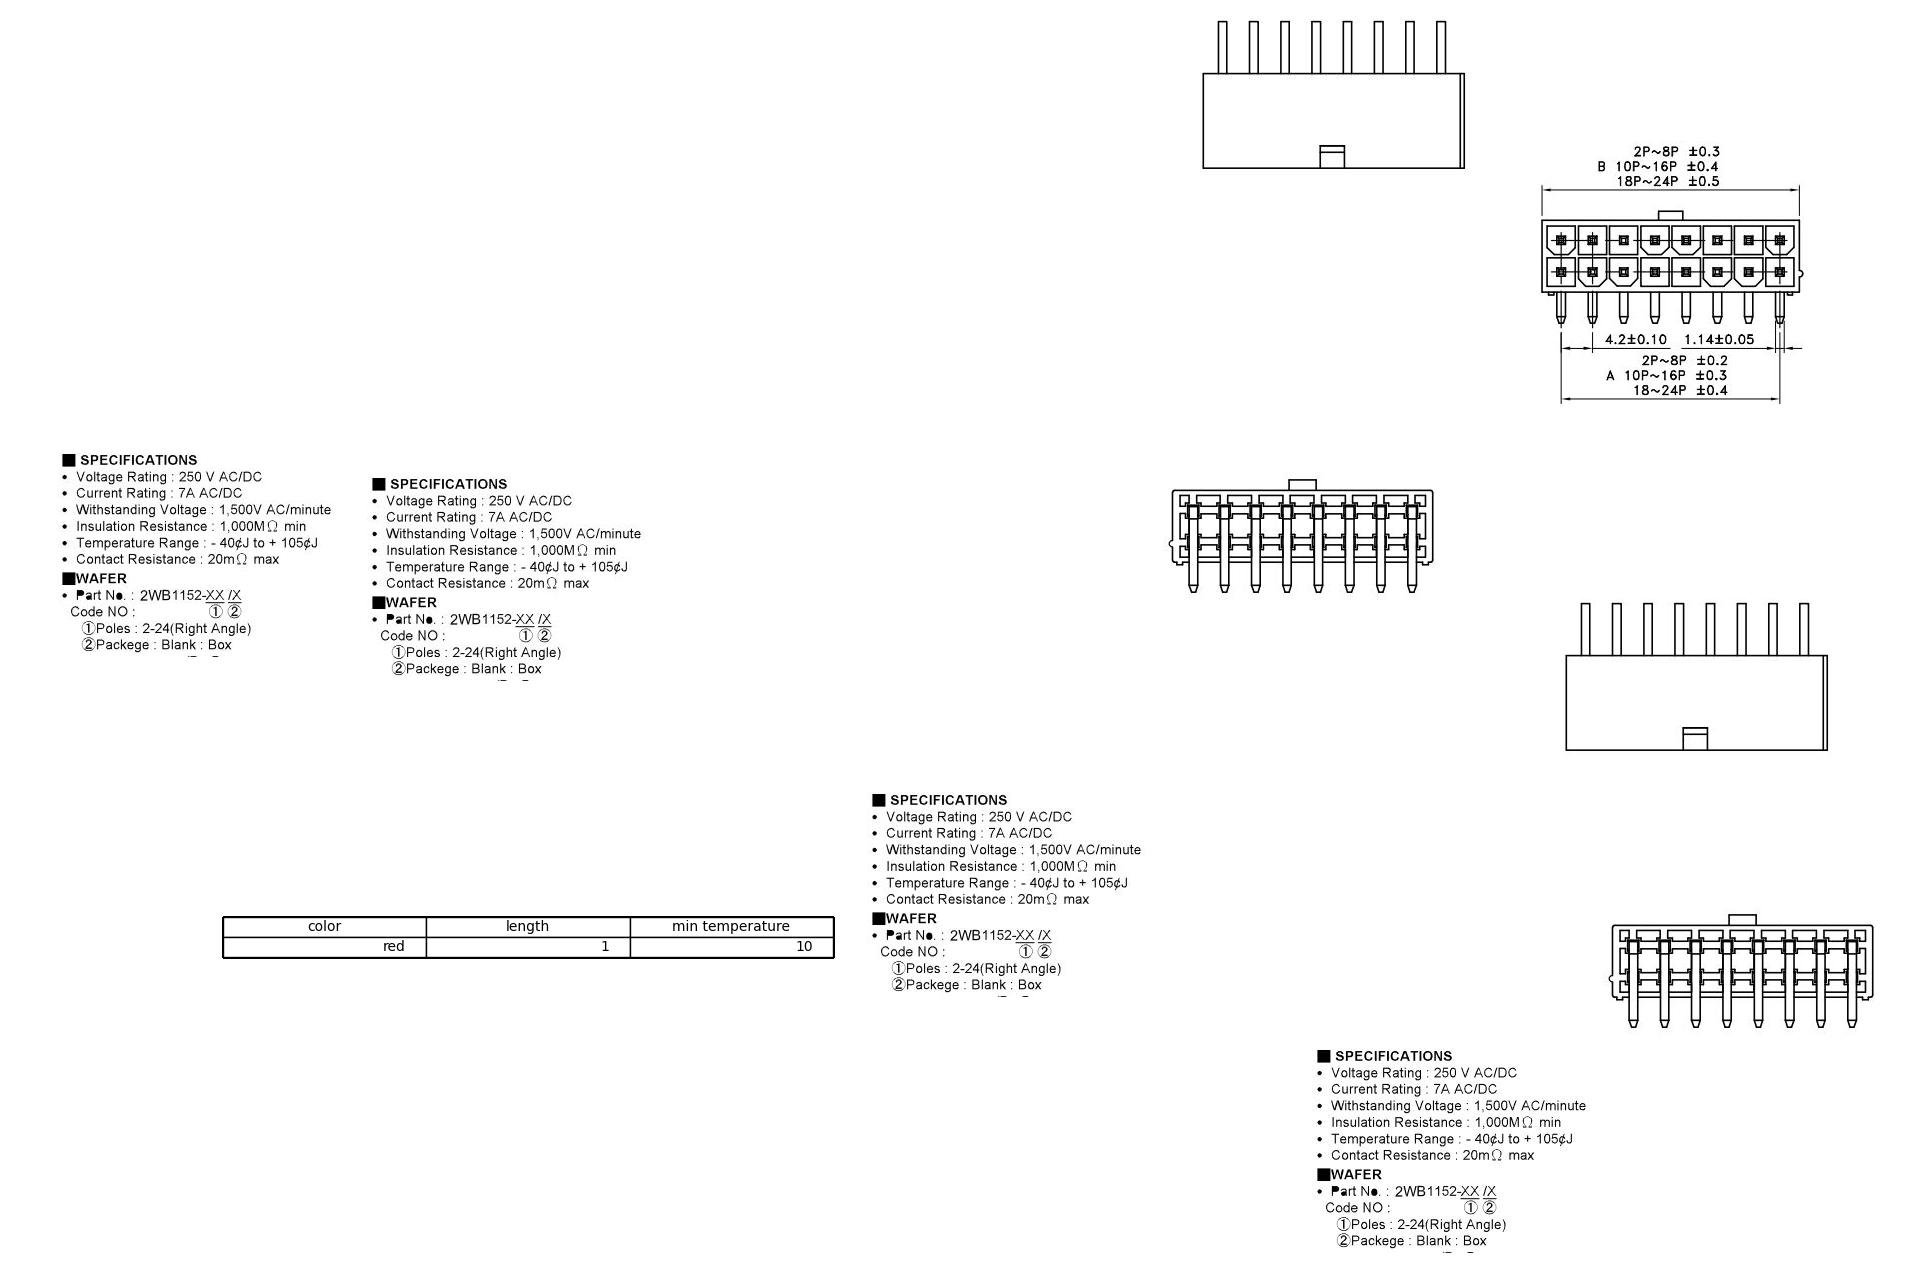 2P~8P ±0.3
B 10P~16P ±0.4
18P~24P ±0.5
4.2±0.10 1.14±0.05
2P~8P ±0.2
A 10P~16P ±0.3
18~24P ±0.4
■ SPECIFICATIONS
• Voltage Rating : 250 V AC/DC
• Current Rating : 7A AC/DC
• Withstanding Voltage : 1,500V AC/minute
• Insulation Resistance : 1,000MΩ min
• Temperature Range : - 40¢J to + 105¢J
• Contact Resistance : 20mΩ max
■WAFER
• Part No. : 2WB1152-XX /X
Code NO : ① ②
①Poles : 2-24(Right Angle)
②Packege : Blank : Box
■ SPECIFICATIONS
• Voltage Rating : 250 V AC/DC
• Current Rating : 7A AC/DC
• Withstanding Voltage : 1,500V AC/minute
• Insulation Resistance : 1,000MΩ min
• Temperature Range : - 40¢J to + 105¢J
• Contact Resistance : 20mΩ max
■WAFER
• Part No. : 2WB1152-XX /X
Code NO : ① ②
①Poles : 2-24(Right Angle)
②Packege : Blank : Box
■ SPECIFICATIONS
• Voltage Rating : 250 V AC/DC
• Current Rating : 7A AC/DC
• Withstanding Voltage : 1,500V AC/minute
• Insulation Resistance : 1,000MΩ min
• Temperature Range : - 40¢J to + 105¢J
• Contact Resistance : 20mΩ max
■WAFER
• Part No. : 2WB1152-XX /X
Code NO : ① ②
①Poles : 2-24(Right Angle)
②Packege : Blank : Box
color length min temperature
red 1 10
■ SPECIFICATIONS
• Voltage Rating : 250 V AC/DC
• Current Rating : 7A AC/DC
• Withstanding Voltage : 1,500V AC/minute
• Insulation Resistance : 1,000MΩ min
• Temperature Range : - 40¢J to + 105¢J
• Contact Resistance : 20mΩ max
■WAFER
• Part No. : 2WB1152-XX /X
Code NO : ① ②
①Poles : 2-24(Right Angle)
②Packege : Blank : Box